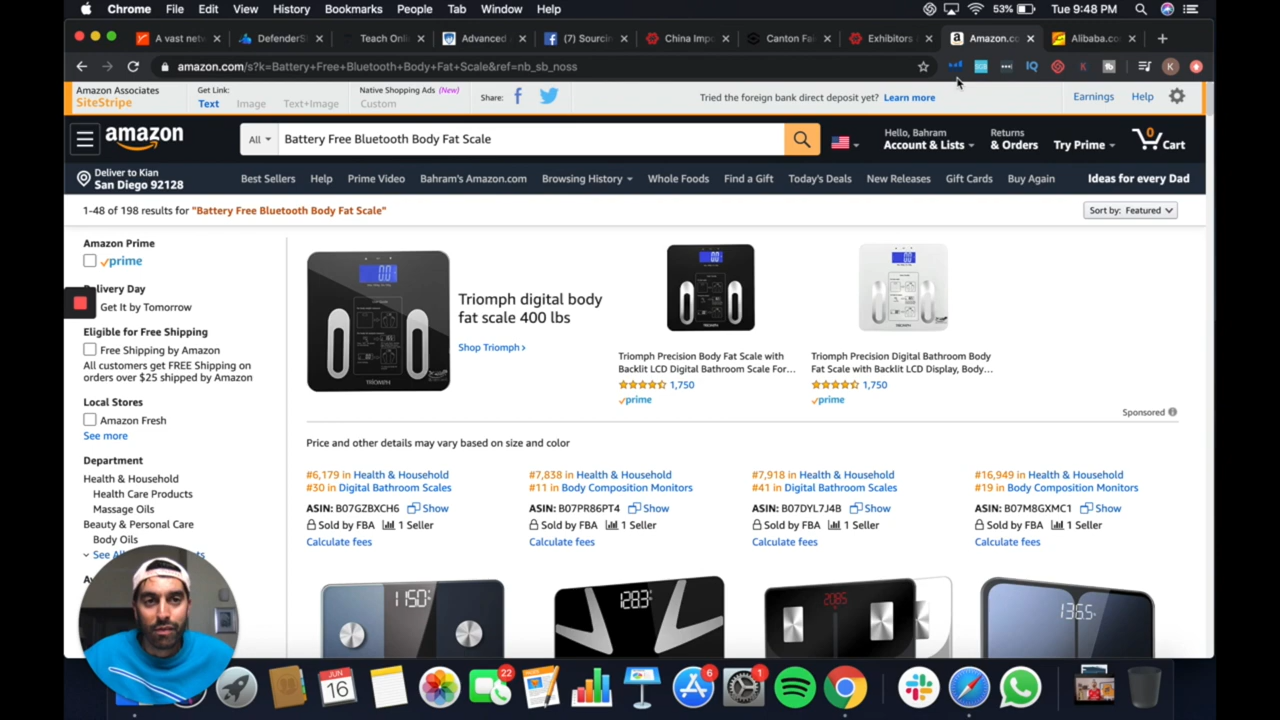 Chrome File Edit View History Bookmarks People Tab Window Help 53% Tue 9:48 PM
A vast netw DefenderS Teach Onli Advanced (7) Sourcin China Impo Canton Fai Exhibitors Amazon.co Alibaba.co
amazon.com/s?k=Battery+Free+Bluetooth+Body+Fat+Scale&ref=nb_sb_noss
Amazon Associates
SiteStripe
Get Link:
Text Image Text+Image
Native Shopping Ads (New)
Custom
Share:
Tried the foreign bank direct deposit yet? Learn more
Earnings Help
amazon
All Battery Free Bluetooth Body Fat Scale
Hello, Bahram
Account & Lists
Returns
& Orders
Try Prime
0
Cart
Deliver to Kian
San Diego 92128
Best Sellers Help Prime Video Bahram's Amazon.com Browsing History Whole Foods Find a Gift Today's Deals New Releases Gift Cards Buy Again
Ideas for every Dad
1-48 of 198 results for "Battery Free Bluetooth Body Fat Scale"
Sort by: Featured
Amazon Prime
prime
elivery Day
Get It by Tomorrow
Eligible for Free Shipping
Free Shipping by Amazon
All customers get FREE Shipping on
orders over $25 shipped by Amazon
Local Stores
Amazon Fresh
See more
Department
Health & Household
Health Care Products
Massage Oils
Beauty & Personal Care
Body Oils
See Al
TRIOMPH
Triomph digital body
fat scale 400 lbs
Shop Triomph
Triomph Precision Body Fat Scale with
Backlit LCD Digital Bathroom Scale For...
1,750
prime
Triomph Precision Digital Bathroom Body
Fat Scale with Backlit LCD Display, Body...
1,750
prime
Sponsored
Price and other details may vary based on size and color
#6,179 in Health & Household
#30 in Digital Bathroom Scales
ASIN: B07GZBXCH6 Show
Sold by FBA 1 Seller
Calculate fees
#7,838 in Health & Household
#11 in Body Composition Monitors
ASIN: B07PR86PT4 Show
Sold by FBA 1 Seller
Calculate fees
#7,918 in Health & Household
#41 in Digital Bathroom Scales
ASIN: B07DYL7J4B Show
Sold by FBA 1 Seller
Calculate fees
#16,949 in Health & Household
#19 in Body Composition Monitors
ASIN: B07M8GXMC1 Show
Sold by FBA 1 Seller
Calculate fees
1150
128.3
2085
136.5
JUN
16
22
6
1